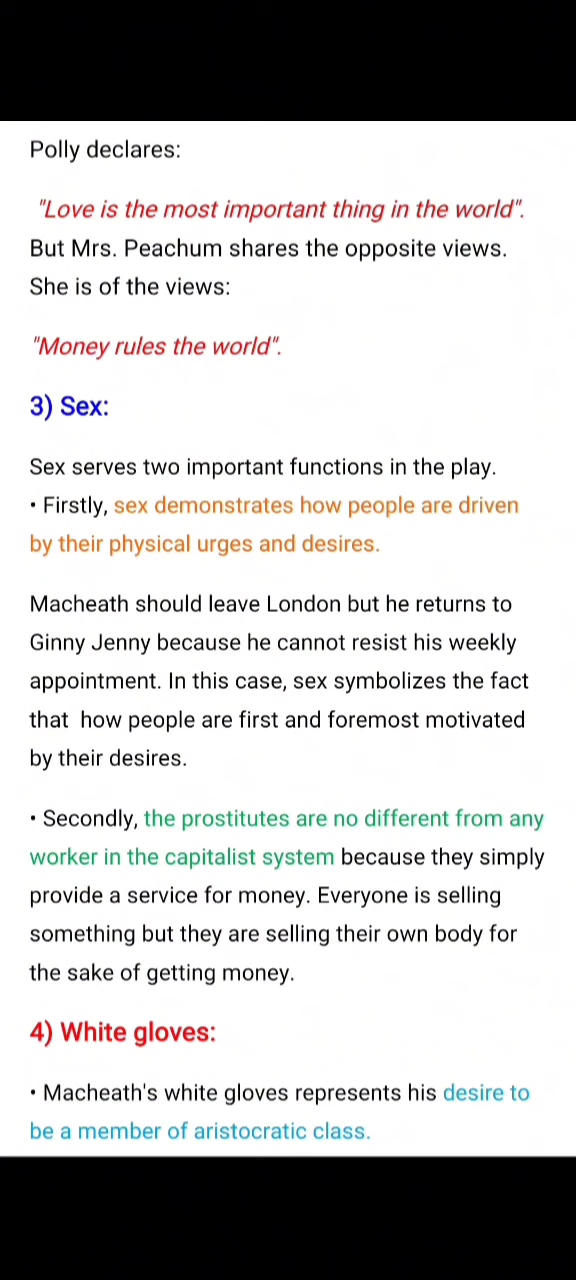 Polly declares:
"Love is the most important thing in the world".
But Mrs. Peachum shares the opposite views.
She is of the views:
"Money rules the world".
3) Sex:
Sex serves two important functions in the play.
• Firstly, sex demonstrates how people are driven
by their physical urges and desires.
Macheath should leave London but he returns to
Ginny Jenny because he cannot resist his weekly
appointment. In this case, sex symbolizes the fact
that  how people are first and foremost motivated
by their desires.
• Secondly, the prostitutes are no different from any
worker in the capitalist system because they simply
provide a service for money. Everyone is selling
something but they are selling their own body for
the sake of getting money.
4) White gloves:
• Macheath's white gloves represents his desire to
be a member of aristocratic class.